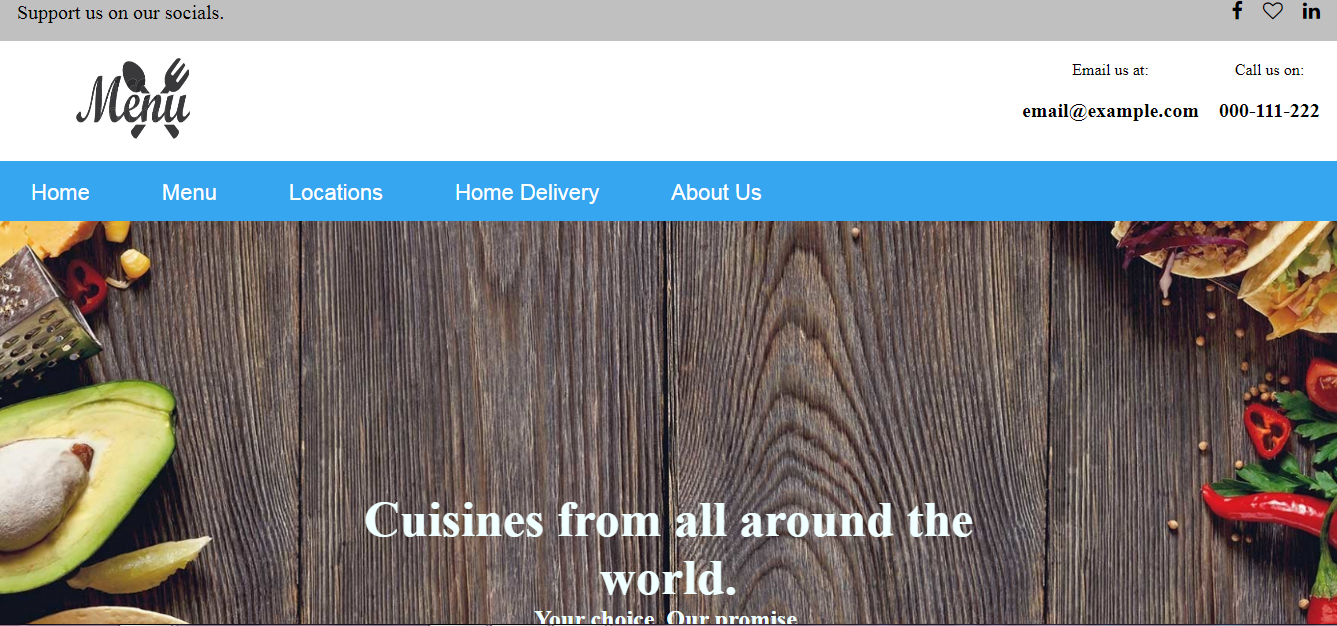 Support us on our socials.
Menu
Email us at:
Call us on:
email@example.com
000-111-222
Home
Menu
Locations
Home Delivery
About Us
Cuisines from all around the
world.
Your choice. Our promise